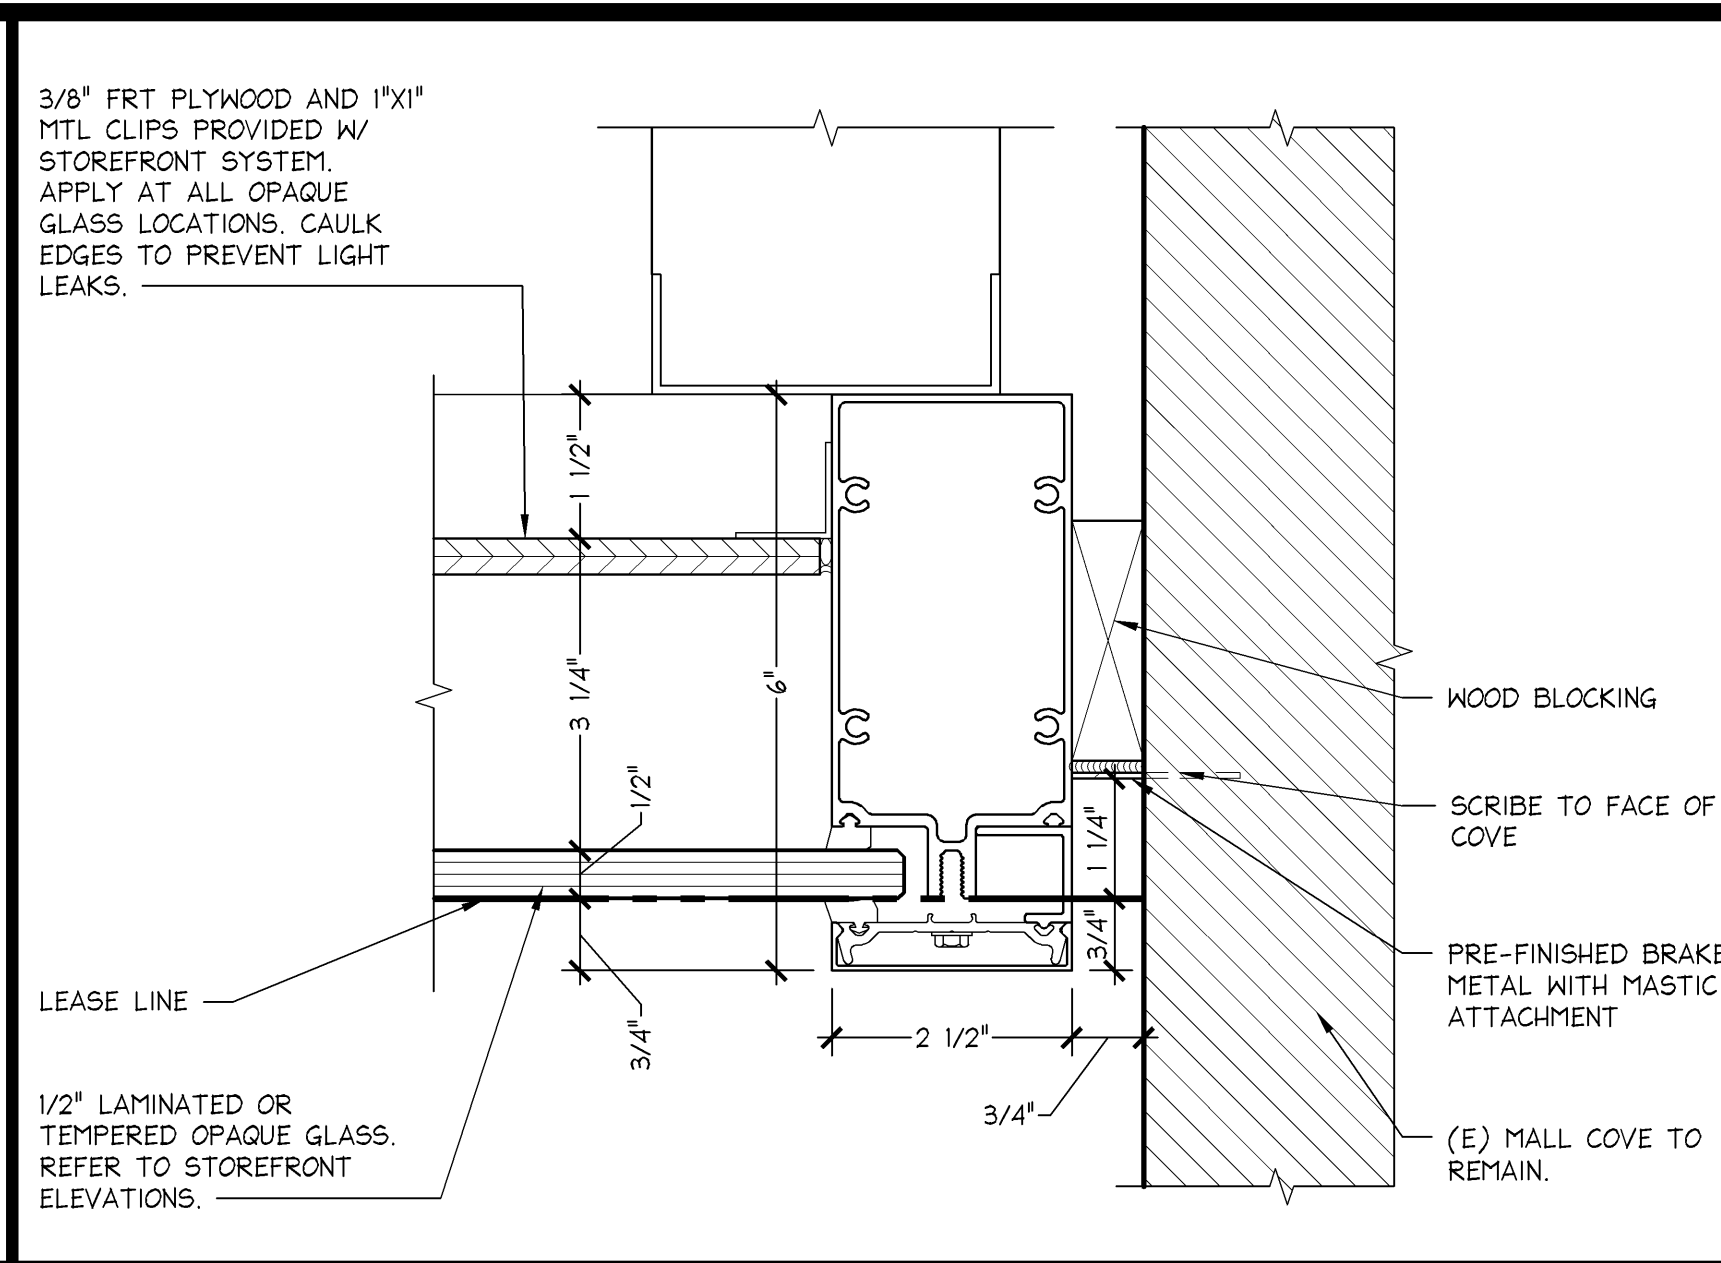 3/8" FRT PLYWOOD AND 1"X1"
MTL CLIPS PROVIDED W/
STOREFRONT SYSTEM.
APPLY AT ALL OPAQUE
GLASS LOCATIONS. CAULK
EDGES TO PREVENT LIGHT
LEAKS.
1 1/2"
3 1/4"
6"
1/2"
WOOD BLOCKING
SCRIBE TO FACE OF
COVE
1 1/4"
3/4"
PRE-FINISHED BRAKE
METAL WITH MASTIC
ATTACHMENT
LEASE LINE
3/4"
2 1/2"
3/4"
1/2" LAMINATED OR
TEMPERED OPAQUE GLASS.
REFER TO STOREFRONT
ELEVATIONS.
(E) MALL COVE TO
REMAIN.